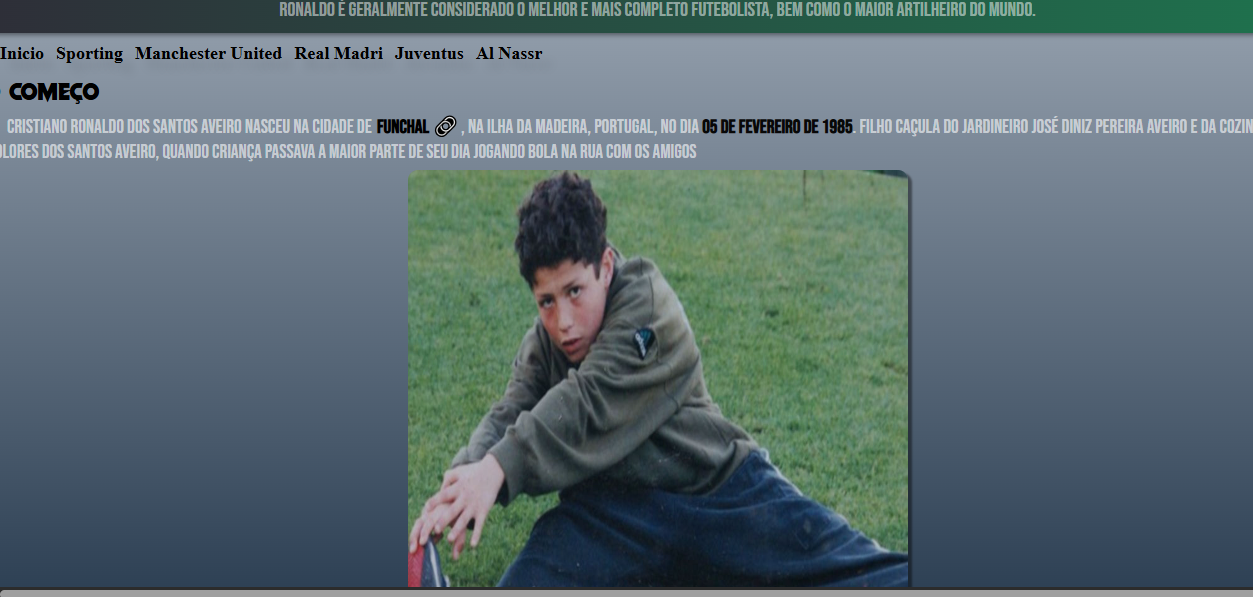 RONALDO É GERALMENTE CONSIDERADO O MELHOR E MAIS COMPLETO FUTEBOLISTA, BEM COMO O MAIOR ARTILHEIRO DO MUNDO.
Inicio Sporting Manchester United Real Madri Juventus Al Nassr
COMEÇO
CRISTIANO RONALDO DOS SANTOS AVEIRO NASCEU NA CIDADE DE FUNCHAL , NA ILHA DA MADEIRA, PORTUGAL, NO DIA 05 DE FEVEREIRO DE 1985. FILHO CAÇULA DO JARDINEIRO JOSÉ DINIZ PEREIRA AVEIRO E DA COZIN
OLORES DOS SANTOS AVEIRO, QUANDO CRIANÇA PASSAVA A MAIOR PARTE DE SEU DIA JOGANDO BOLA NA RUA COM OS AMIGOS